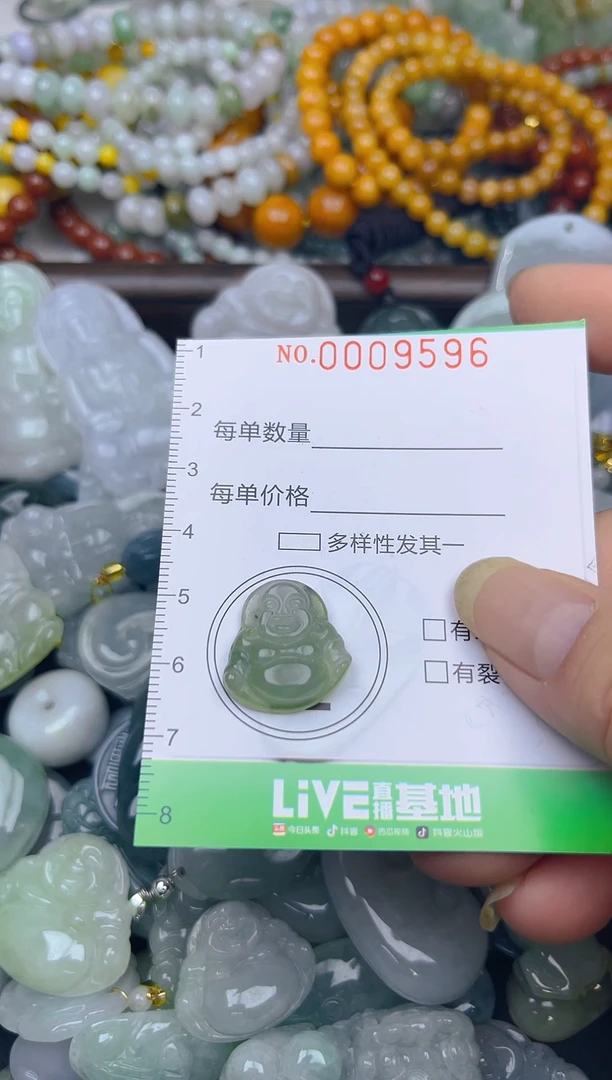 NO.0009596
1
2
每单数量
3
每单价格
4
多样性发其一
5
有
6
有裂
7
LiVE直播基地
8
今日头条 抖音 西瓜视频 抖音火山版